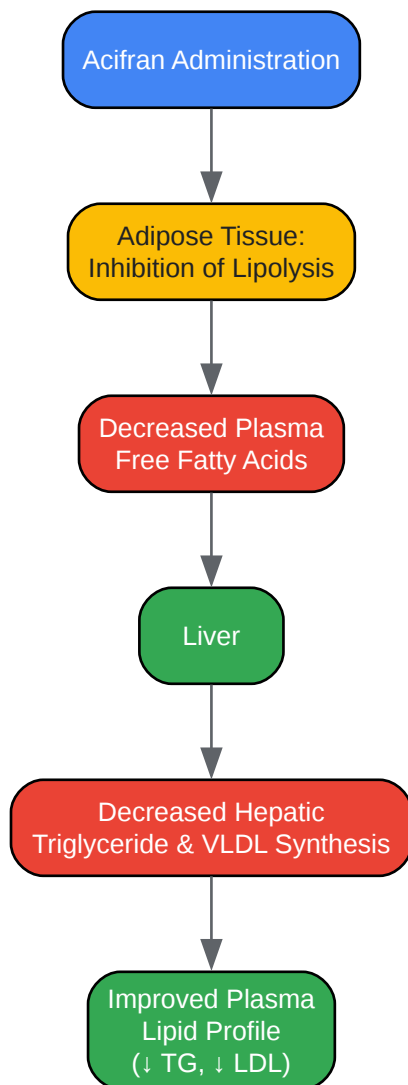 Acifran Administration
Adipose Tissue:
Inhibition of Lipolysis
Decreased Plasma
Free Fatty Acids
Liver
Decreased Hepatic
Triglyceride & VLDL Synthesis
Improved Plasma
Lipid Profile
(↓ TG, ↓ LDL)